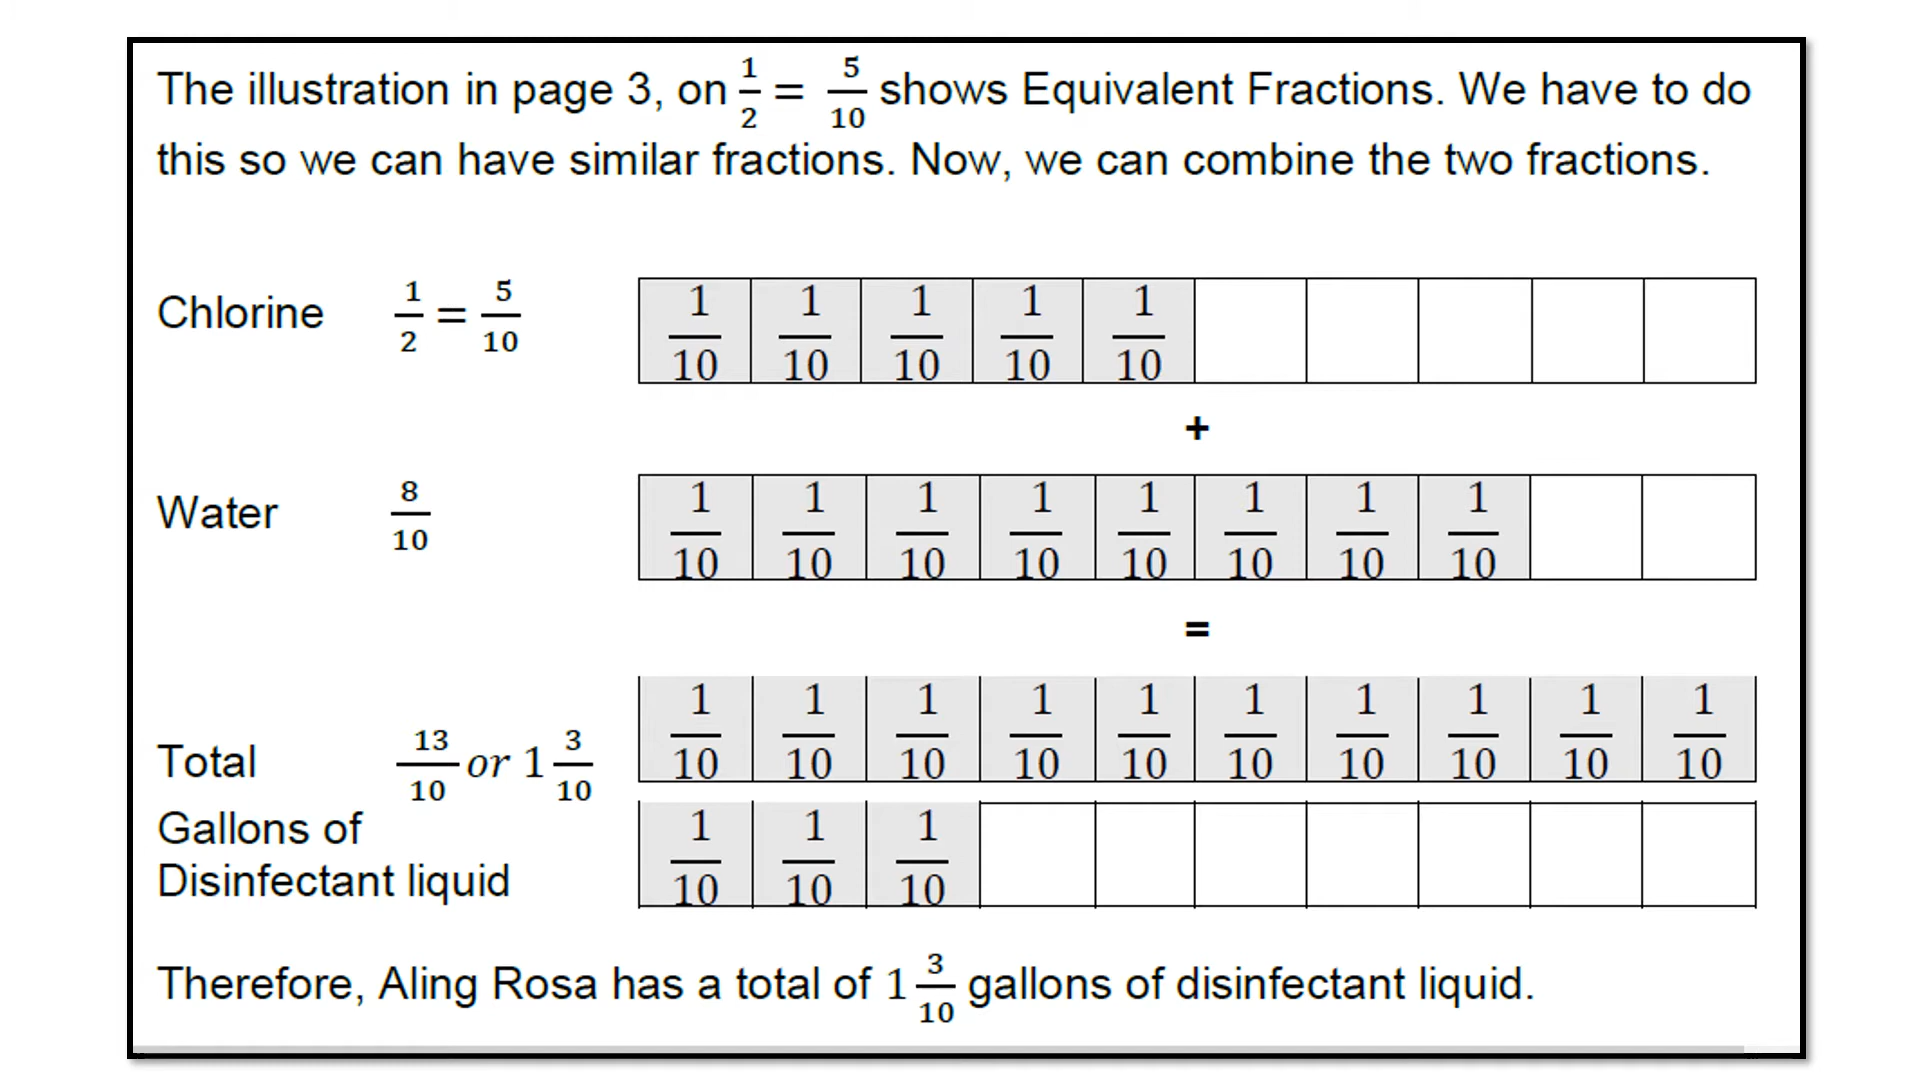 The illustration in page 3, on 1/2 = 5/10 shows Equivalent Fractions. We have to do
this so we can have similar fractions. Now, we can combine the two fractions.
Chlorine 1/2 = 5/10 1/10 1/10 1/10 1/10 1/10
+
Water 8/10 1/10 1/10 1/10 1/10 1/10 1/10 1/10 1/10
=
1/10 1/10 1/10 1/10 1/10 1/10 1/10 1/10 1/10 1/10
Total 13/10 or 1 3/10
Gallons of 1/10 1/10 1/10
Disinfectant liquid
Therefore, Aling Rosa has a total of 1 3/10 gallons of disinfectant liquid.